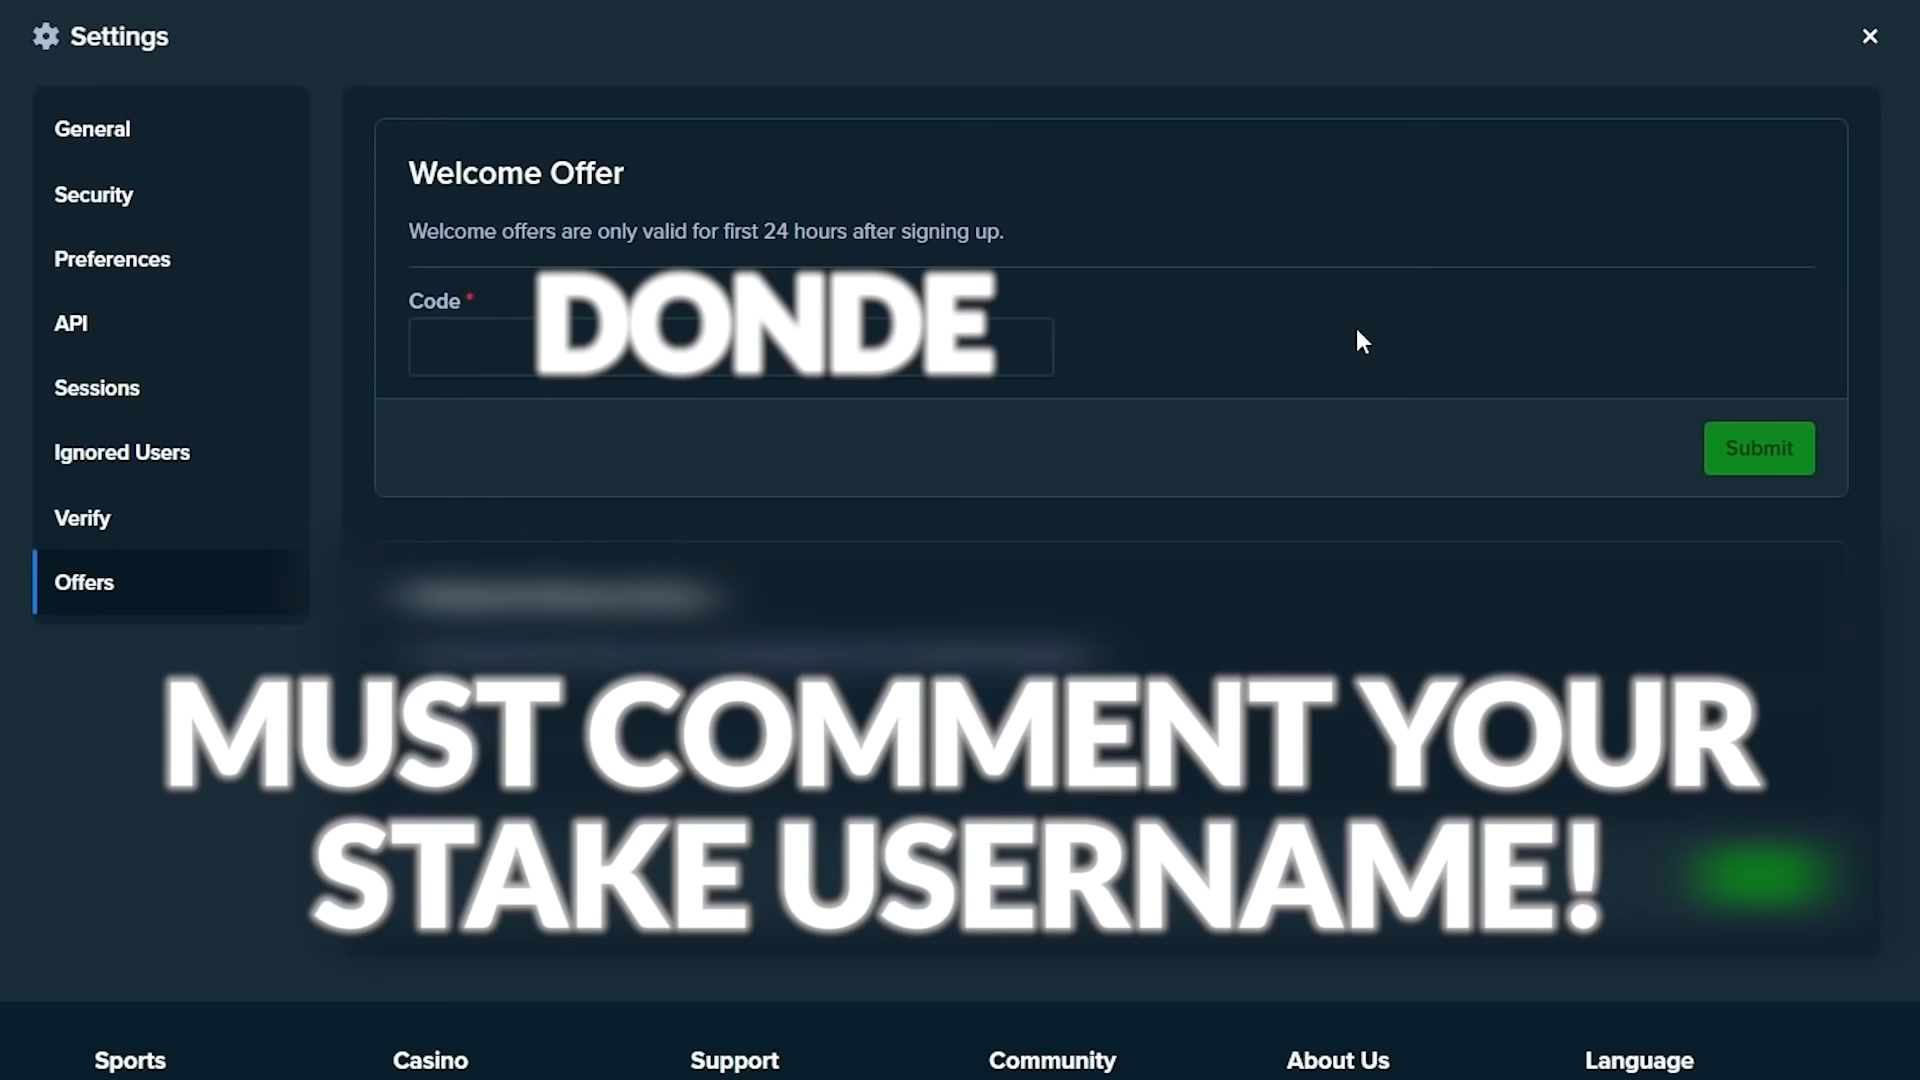 Settings
General
Security
Preferences
API
Sessions
Ignored Users
Verify
Offers
Welcome Offer
Welcome offers are only valid for first 24 hours after signing up.
Code *
DONDE
Submit
MUST COMMENT YOUR
STAKE USERNAME!
Sports
Casino
Support
Community
About Us
Language